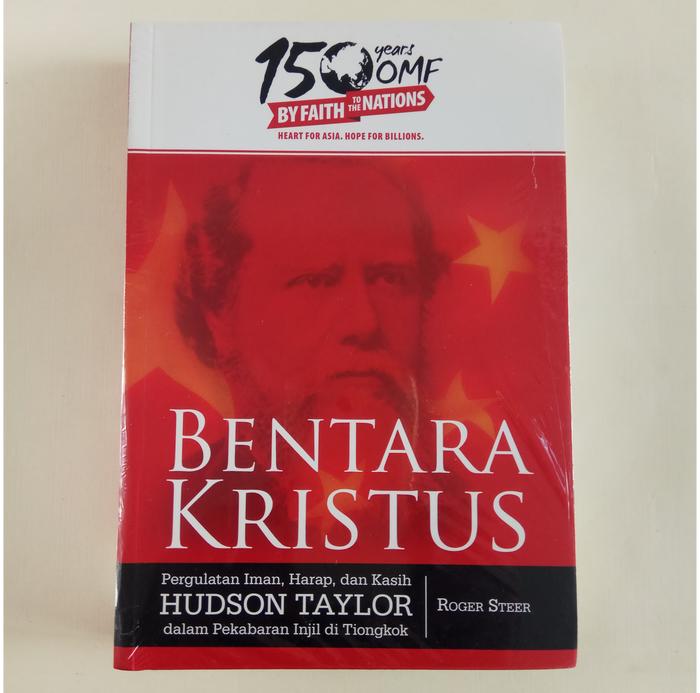 150 years
OMF
BY FAITH TO THE NATIONS
HEART FOR ASIA. HOPE FOR BILLIONS.
BENTARA
KRISTUS
Pergulatan Iman, Harap, dan Kasih
HUDSON TAYLOR
dalam Pekabaran Injil di Tiongkok
ROGER STEER